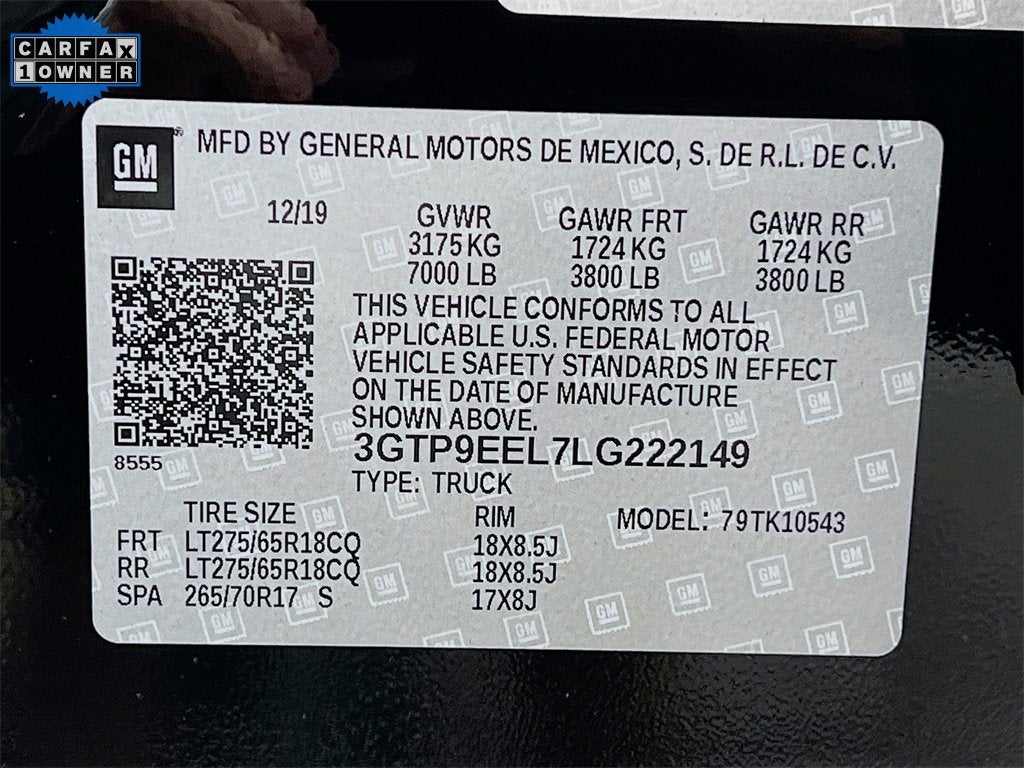 CARFAX
1 OWNER
GM
MFD BY GENERAL MOTORS DE MEXICO, S. DE R.L. DE C.V.
12/19 GVWR GAWR FRT GAWR RR
3175 KG 1724 KG 1724 KG
7000 LB 3800 LB 3800 LB
THIS VEHICLE CONFORMS TO ALL
APPLICABLE U.S. FEDERAL MOTOR
VEHICLE SAFETY STANDARDS IN EFFECT
ON THE DATE OF MANUFACTURE
SHOWN ABOVE.
8555
3GTP9EEL7LG222149
TYPE: TRUCK
TIRE SIZE RIM MODEL: 79TK10543
FRT LT275/65R18CQ 18X8.5J
RR LT275/65R18CQ 18X8.5J
SPA 265/70R17 S 17X8J